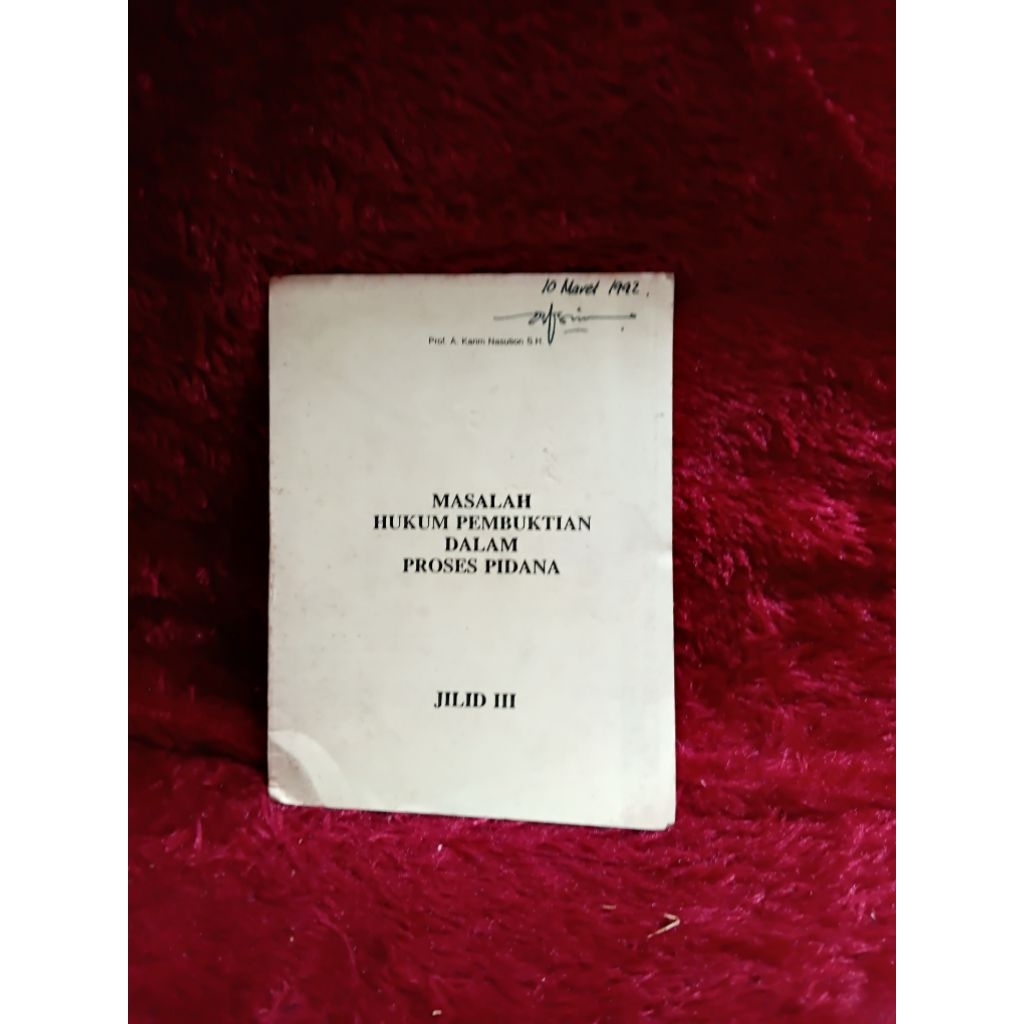 10 Maret 1992.
Prof. A. Karim Nasution S.H.
MASALAH
HUKUM PEMBUKTIAN
DALAM
PROSES PIDANA
JILID III